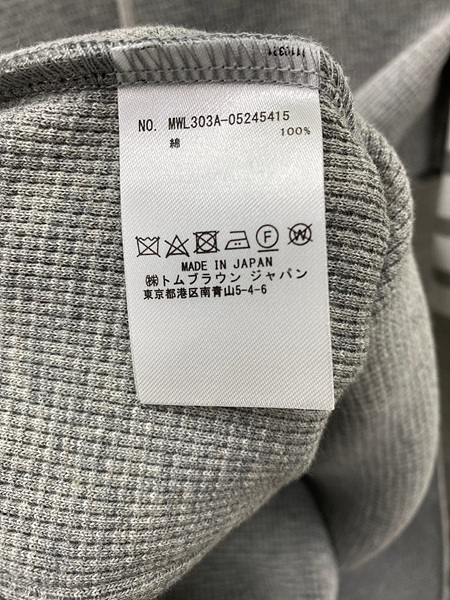 NO. MWL303A-05245415
綿 100%
MADE IN JAPAN
㈱トムブラウン ジャパン
東京都港区南青山5-4-6